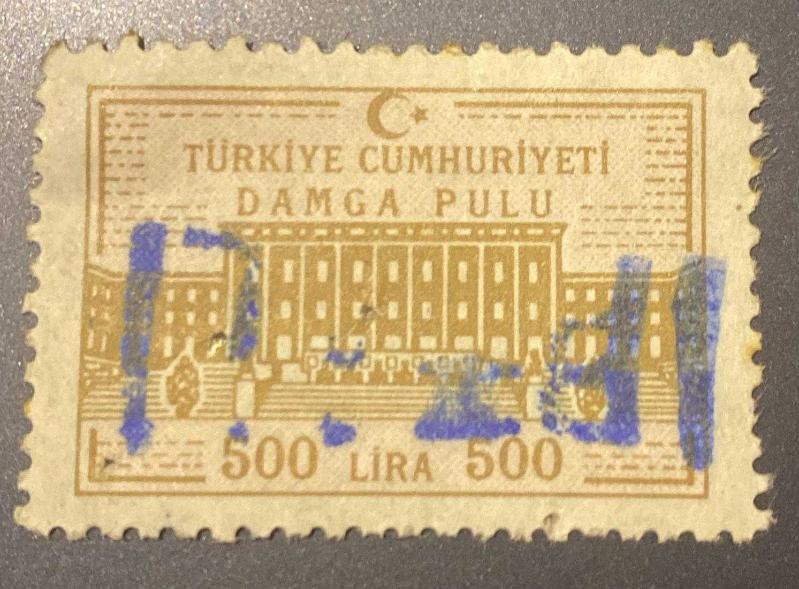 TÜRKİYE CUMHURİYETİ
DAMGA PULU
500 LİRA 500